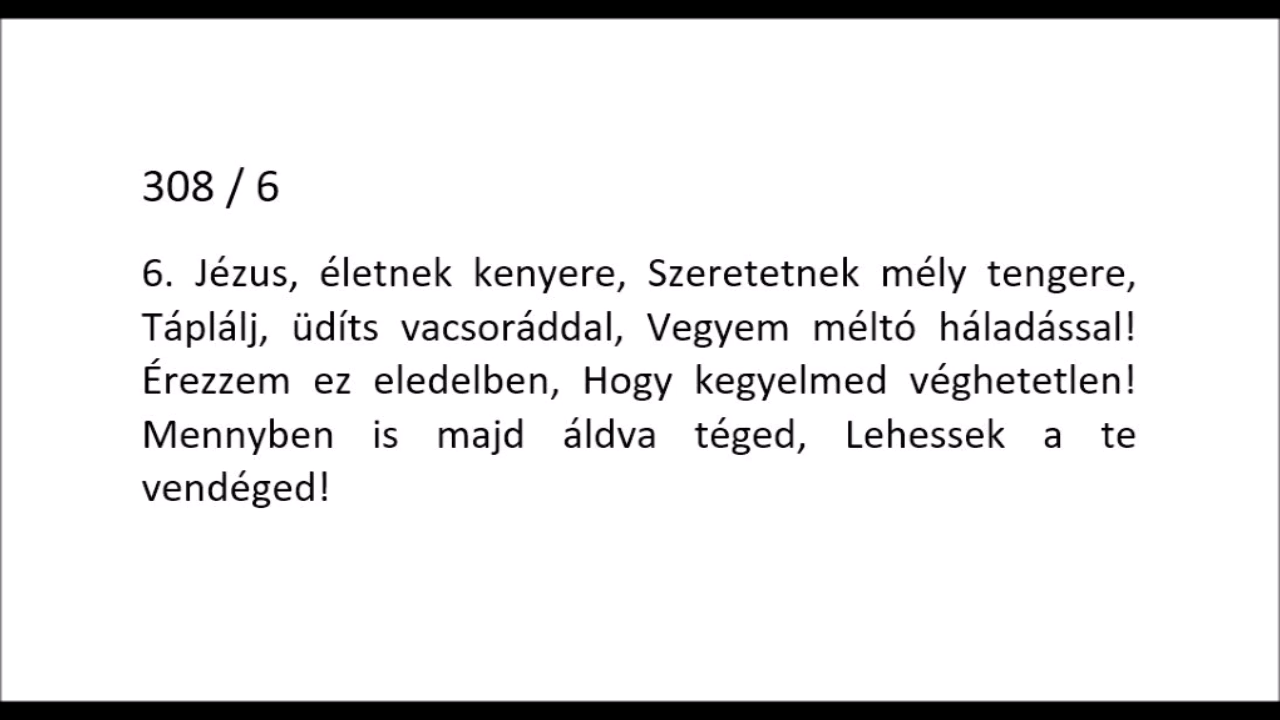 308 / 6
6. Jézus, életnek kenyere, Szeretetnek mély tengere,
Táplálj, üdíts vacsoráddal, Vegyem méltó háladással!
Érezzem ez eledelben, Hogy kegyelmed véghetetlen!
Mennyben is majd áldva téged, Lehessek a te
vendéged!